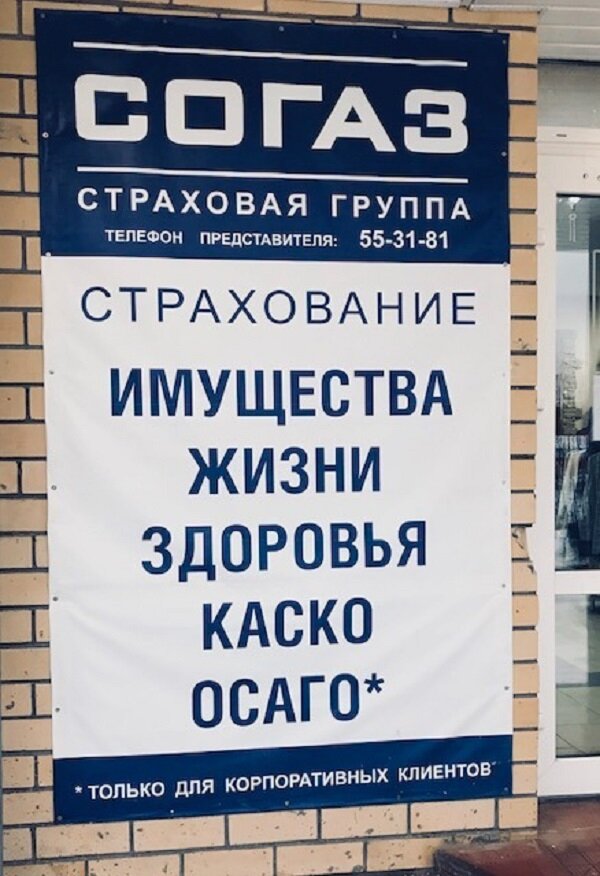 СОГАЗ
СТРАХОВАЯ ГРУППА
ТЕЛЕФОН ПРЕДСТАВИТЕЛЯ: 55-31-81
СТРАХОВАНИЕ
ИМУЩЕСТВА
ЖИЗНИ
ЗДОРОВЬЯ
КАСКО
ОСАГО*
*ТОЛЬКО ДЛЯ КОРПОРАТИВНЫХ КЛИЕНТОВ